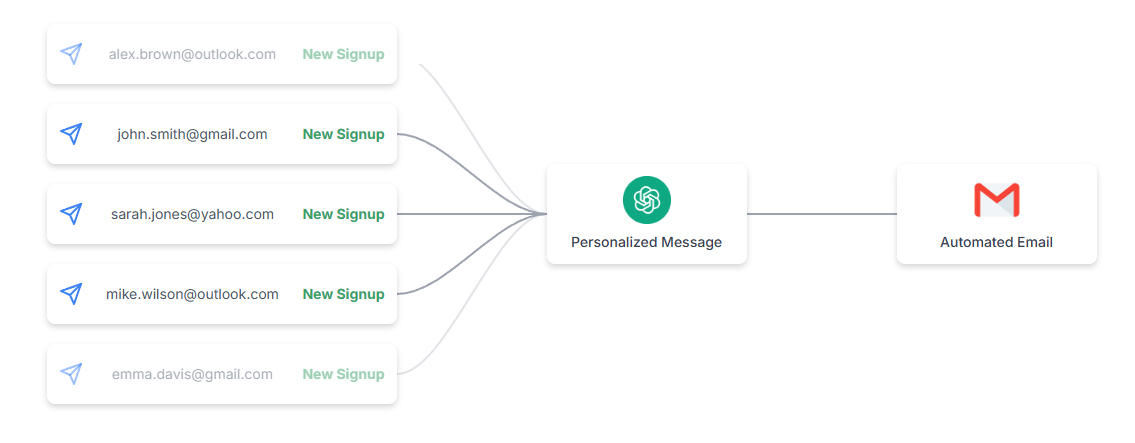 alex.brown@outlook.com New Signup
john.smith@gmail.com New Signup
sarah.jones@yahoo.com New Signup
mike.wilson@outlook.com New Signup
emma.davis@gmail.com New Signup
Personalized Message
Automated Email